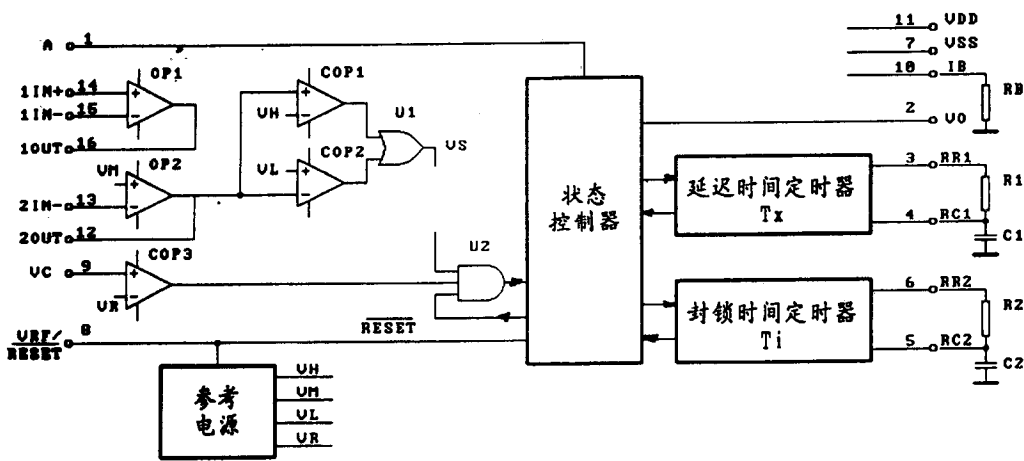 11 VDD
A 1
7 VSS
10 IB
OP1 COP1
1IN+ 14
1IN- 15
VH
U1
RB
2 VO
1OUT 16
OP2 COP2
VS
VM
VL
3 RR1
2IN- 13
状态
控制器
延迟时间定时器
Tx
R1
4 RC1
2OUT 12
C1
COP3
U2
VC 9
VR
6 RR2
封锁时间定时器
Ti
R2
RESET
VRF/
RESET 8
5 RC2
C2
参考
电源
VH
VM
VL
VR